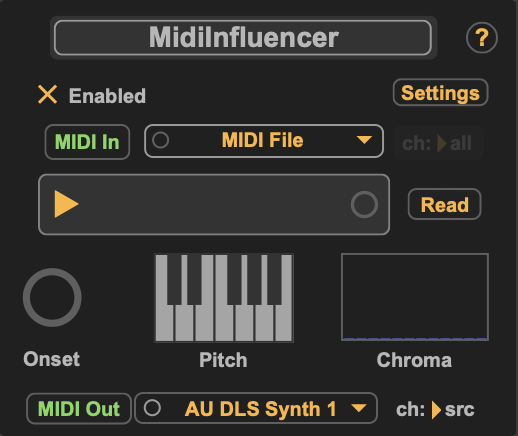 MidiInfluencer
?
Enabled
Settings
MIDI In
MIDI File
ch: all
Read
Onset
Pitch
Chroma
MIDI Out
AU DLS Synth 1
ch: src